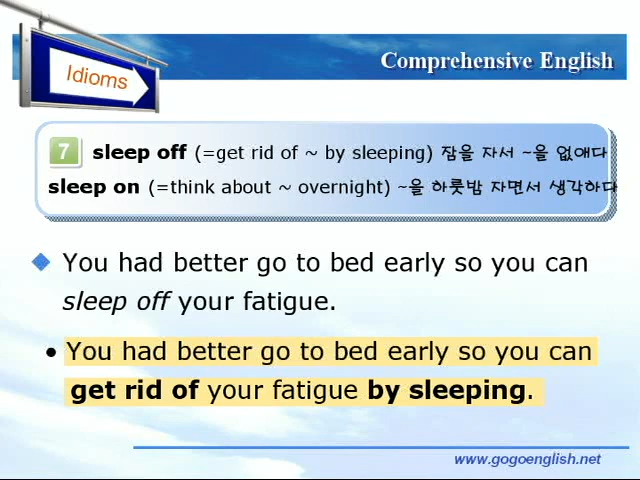 Idioms
Comprehensive English
7 sleep off (=get rid of ~ by sleeping) 잠을 자서 ~을 없애다
sleep on (=think about ~ overnight) ~을 하룻밤 자면서 생각하다
You had better go to bed early so you can
sleep off your fatigue.
• You had better go to bed early so you can
get rid of your fatigue by sleeping.
www.gogoenglish.net